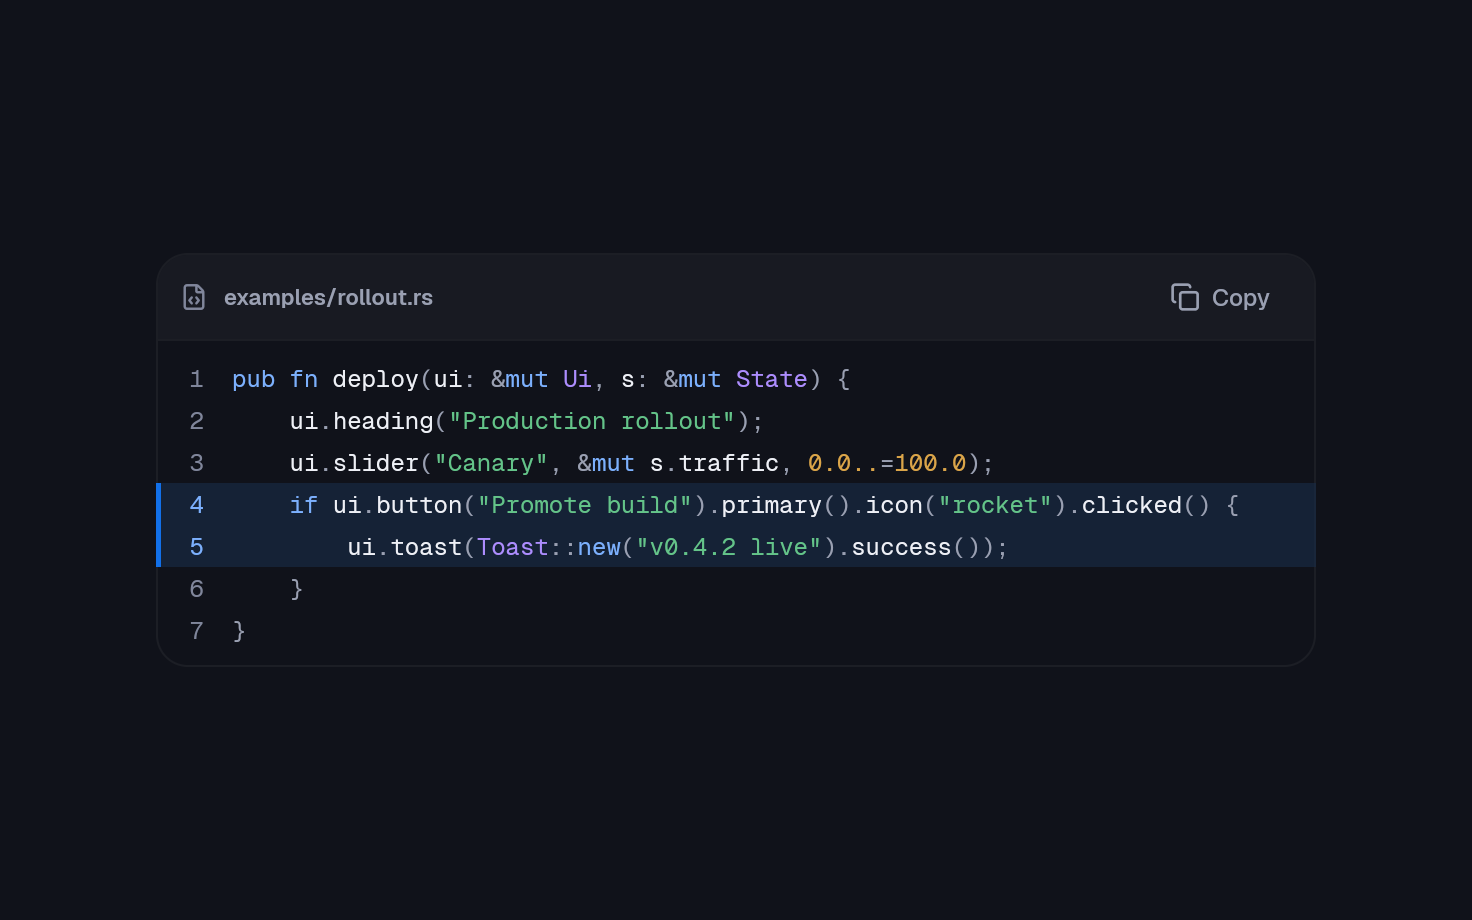 examples/rollout.rs
Copy
1 pub fn deploy(ui: &mut Ui, s: &mut State) {
2     ui.heading("Production rollout");
3     ui.slider("Canary", &mut s.traffic, 0.0..=100.0);
4     if ui.button("Promote build").primary().icon("rocket").clicked() {
5         ui.toast(Toast::new("v0.4.2 live").success());
6     }
7 }